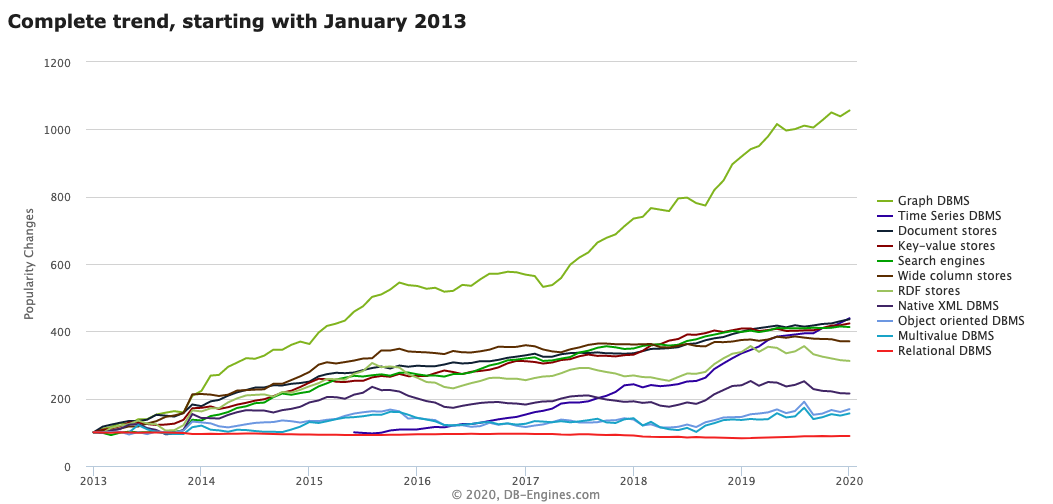 Complete trend, starting with January 2013
1200
1000
800
600
400
200
0
Popularity Changes
2013 2014 2015 2016 2017 2018 2019 2020
Graph DBMS
Time Series DBMS
Document stores
Key-value stores
Search engines
Wide column stores
RDF stores
Native XML DBMS
Object oriented DBMS
Multivalue DBMS
Relational DBMS
© 2020, DB-Engines.com